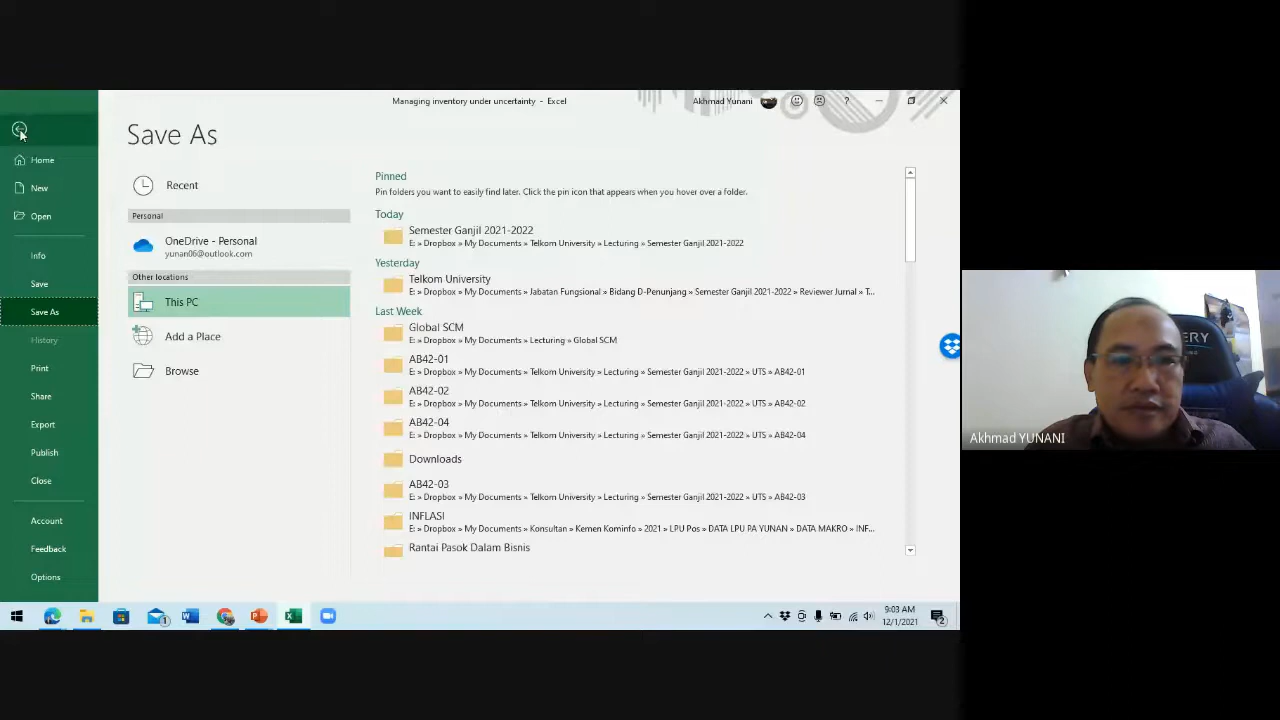 Managing inventory under uncertainty - Excel
Akhmad Yunani
?
Save As
Home
New
Open
Info
Save
Save As
History
Print
Share
Export
Publish
Close
Account
Feedback
Options
Recent
Personal
OneDrive - Personal
yunan06@outlook.com
Other locations
This PC
Add a Place
Browse
Pinned
Pin folders you want to easily find later. Click the pin icon that appears when you hover over a folder.
Today
Semester Ganjil 2021-2022
E: » Dropbox » My Documents » Telkom University » Lecturing » Semester Ganjil 2021-2022
Yesterday
Telkom University
E: » Dropbox » My Documents » Jabatan Fungsional » Bidang D-Penunjang » Semester Ganjil 2021-2022 » Reviewer Jurnal » T...
Last Week
Global SCM
E: » Dropbox » My Documents » Lecturing » Global SCM
AB42-01
E: » Dropbox » My Documents » Telkom University » Lecturing » Semester Ganjil 2021-2022 » UTS » AB42-01
AB42-02
E: » Dropbox » My Documents » Telkom University » Lecturing » Semester Ganjil 2021-2022 » UTS » AB42-02
AB42-04
E: » Dropbox » My Documents » Telkom University » Lecturing » Semester Ganjil 2021-2022 » UTS » AB42-04
Downloads
AB42-03
E: » Dropbox » My Documents » Telkom University » Lecturing » Semester Ganjil 2021-2022 » UTS » AB42-03
INFLASI
E: » Dropbox » My Documents » Konsultan » Kemen Kominfo » 2021 » LPU Pos » DATA LPU PA YUNAN » DATA MAKRO » INF...
Rantai Pasok Dalam Bisnis
9:03 AM
12/1/2021
1
2
ERY
Akhmad YUNANI